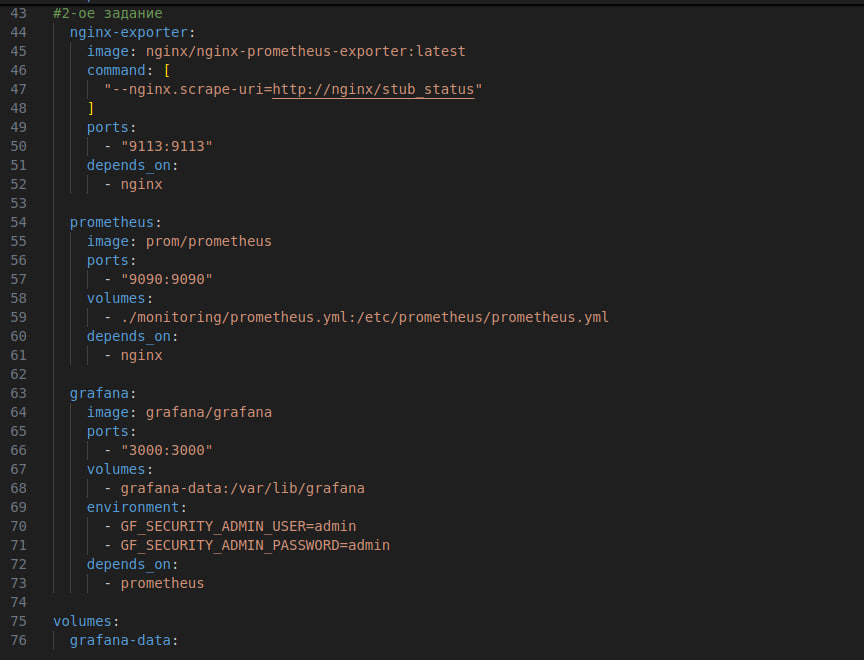 43 #2-ое задание
44 nginx-exporter:
45 image: nginx/nginx-prometheus-exporter:latest
46 command: [
47 "--nginx.scrape-uri=http://nginx/stub_status"
48 ]
49 ports:
50 - "9113:9113"
51 depends_on:
52 - nginx
53
54 prometheus:
55 image: prom/prometheus
56 ports:
57 - "9090:9090"
58 volumes:
59 - ./monitoring/prometheus.yml:/etc/prometheus/prometheus.yml
60 depends_on:
61 - nginx
62
63 grafana:
64 image: grafana/grafana
65 ports:
66 - "3000:3000"
67 volumes:
68 - grafana-data:/var/lib/grafana
69 environment:
70 - GF_SECURITY_ADMIN_USER=admin
71 - GF_SECURITY_ADMIN_PASSWORD=admin
72 depends_on:
73 - prometheus
74
75 volumes:
76 grafana-data: